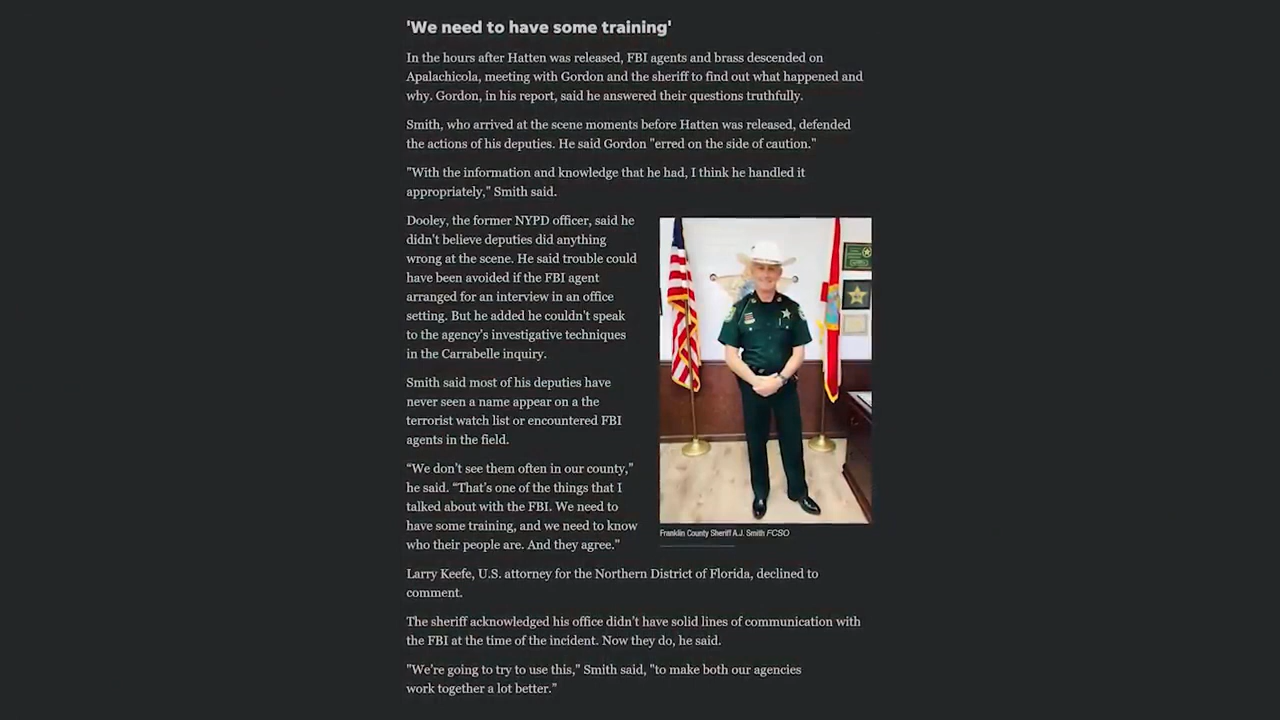 'We need to have some training'
In the hours after Hatten was released, FBI agents and brass descended on
Apalachicola, meeting with Gordon and the sheriff to find out what happened and
why. Gordon, in his report, said he answered their questions truthfully.
Smith, who arrived at the scene moments before Hatten was released, defended
the actions of his deputies. He said Gordon "erred on the side of caution."
"With the information and knowledge that he had, I think he handled it
appropriately," Smith said.
Dooley, the former NYPD officer, said he
didn't believe deputies did anything
wrong at the scene. He said trouble could
have been avoided if the FBI agent
arranged for an interview in an office
setting. But he added he couldn't speak
to the agency's investigative techniques
in the Carrabelle inquiry.
Smith said most of his deputies have
never seen a name appear on a the
terrorist watch list or encountered FBI
agents in the field.
“We don't see them often in our county,"
he said. “That's one of the things that I
talked about with the FBI. We need to
have some training, and we need to know
who their people are. And they agree."
Franklin County Sheriff A.J. Smith FCSO
Larry Keefe, U.S. attorney for the Northern District of Florida, declined to
comment.
The sheriff acknowledged his office didn't have solid lines of communication with
the FBI at the time of the incident. Now they do, he said.
"We're going to try to use this," Smith said, "to make both our agencies
work together a lot better."